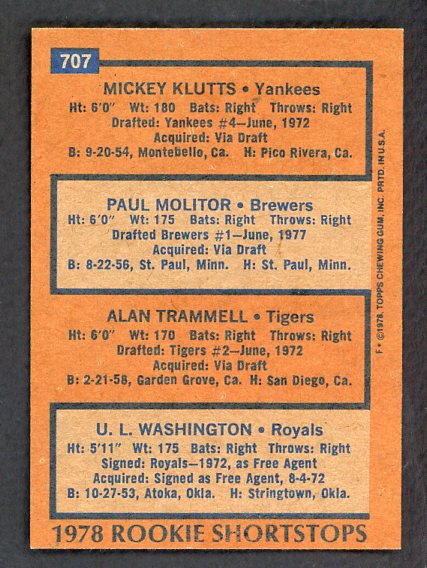 707
MICKEY KLUTTS • Yankees
Ht: 6'0" Wt: 180 Bats: Right Throws: Right
Drafted: Yankees #4—June, 1972
Acquired: Via Draft
B: 9-20-54, Montebello, Ca. H: Pico Rivera, Ca.
PAUL MOLITOR • Brewers
Ht: 6'0" Wt: 175 Bats: Right Throws: Right
Drafted Brewers #1—June, 1977
Acquired: Via Draft
B: 8-22-56, St. Paul, Minn. H: St. Paul, Minn.
ALAN TRAMMELL • Tigers
Ht: 6'0" Wt: 170 Bats: Right Throws: Right
Drafted: Tigers #2—June, 1972
Acquired: Via Draft
B: 2-21-58, Garden Grove, Ca. H: San Diego, Ca.
U. L. WASHINGTON • Royals
Ht: 5'11" Wt: 175 Bats: Right Throws: Right
Signed: Royals—1972, as Free Agent
Acquired: Signed as Free Agent, 8-4-72
B: 10-27-53, Atoka, Okla. H: Stringtown, Okla.
1978 ROOKIE SHORTSTOPS
F* ©1978. TOPPS CHEWING GUM, INC. PRTD. IN U.S.A.